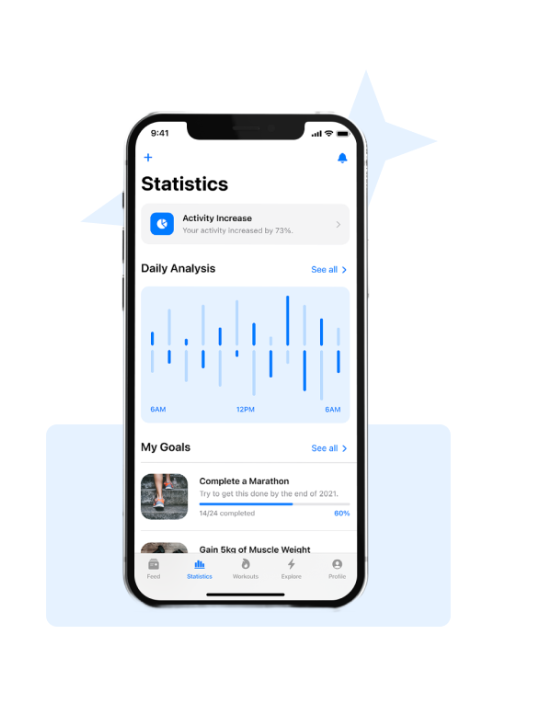 9:41
Statistics
Activity Increase
Your activity increased by 73%.
Daily Analysis
See all
6AM
12PM
6AM
My Goals
See all
Complete a Marathon
Try to get this done by the end of 2021.
14/24 completed
60%
Gain 5kg of Muscle Weight
Feed
Statistics
Workouts
Explore
Profile